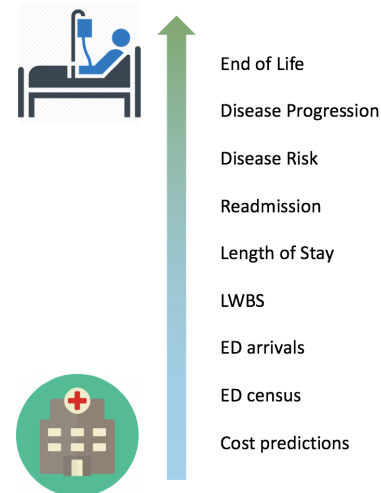 End of Life
Disease Progression
Disease Risk
Readmission
Length of Stay
LWBS
ED arrivals
ED census
Cost predictions